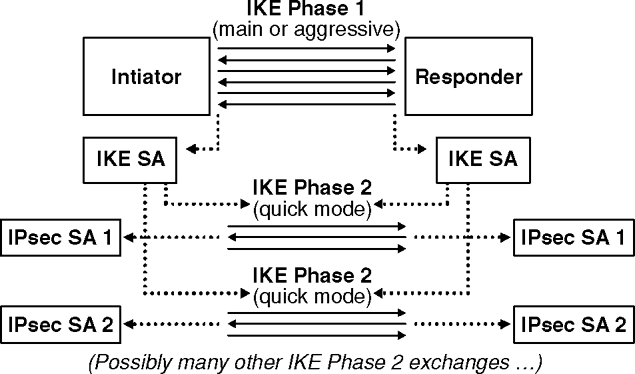 IKE Phase 1
(main or aggressive)
Intiator
Responder
IKE SA
IKE SA
IKE Phase 2
(quick mode)
IPsec SA 1
IPsec SA 1
IKE Phase 2
(quick mode)
IPsec SA 2
IPsec SA 2
(Possibly many other IKE Phase 2 exchanges ...)